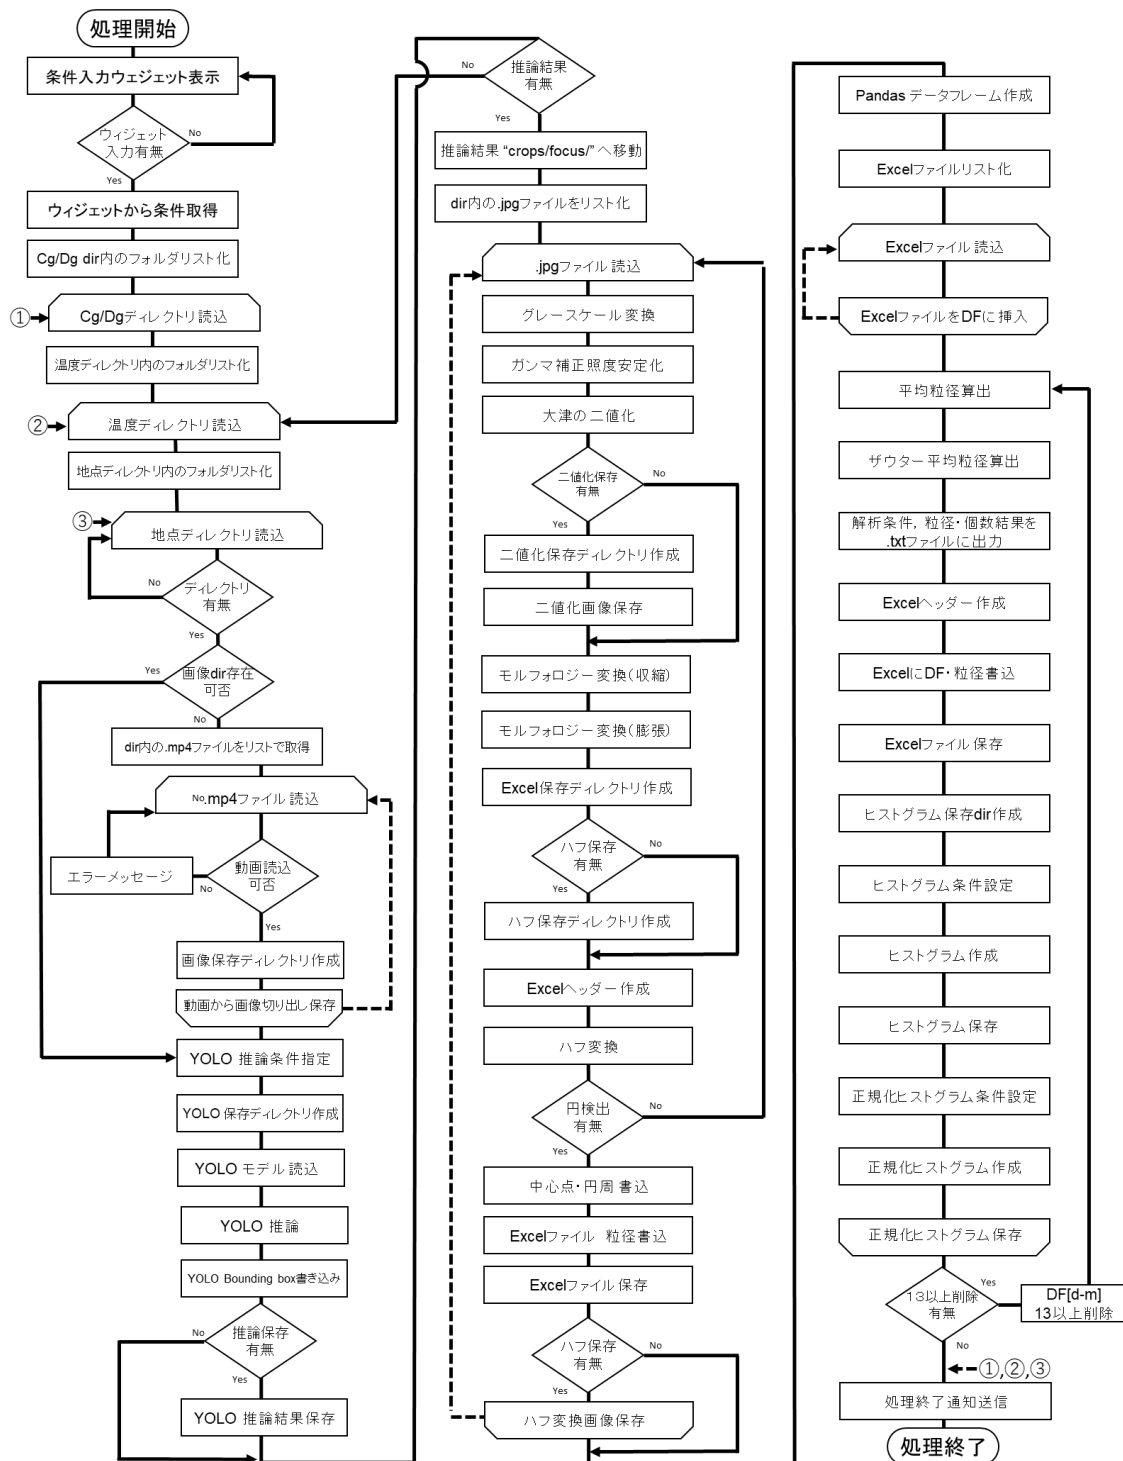 処理開始
条件入力ウェジェット表示
ウィジェット
入力有無
No
Yes
ウィジェットから条件取得
Cg/Dg dir内のフォルダリスト化
①
Cg/Dgディレクトリ読込
温度ディレクトリ内のフォルダリスト化
②
温度ディレクトリ読込
地点ディレクトリ内のフォルダリスト化
③
地点ディレクトリ読込
No
ディレクトリ
有無
Yes
Yes
画像dir存在
可否
No
dir内の.mp4ファイルをリストで取得
No
.mp4ファイル読込
エラーメッセージ
No
動画読込
可否
Yes
画像保存ディレクトリ作成
動画から画像切り出し保存
YOLO 推論条件指定
YOLO 保存ディレクトリ作成
YOLO モデル読込
YOLO 推論
YOLO Bounding box書き込み
No
推論保存
有無
Yes
YOLO 推論結果保存
No
推論結果
有無
Yes
推論結果 “crops/focus/” へ移動
dir内の.jpgファイルをリスト化
.jpgファイル読込
グレースケール変換
ガンマ補正照度安定化
大津の二値化
二値化保存
有無
No
Yes
二値化保存ディレクトリ作成
二値化画像保存
モルフォロジー変換(収縮)
モルフォロジー変換(膨張)
Excel保存ディレクトリ作成
ハフ保存
有無
No
Yes
ハフ保存ディレクトリ作成
Excelヘッダー作成
ハフ変換
円検出
有無
No
Yes
中心点・円周書込
Excelファイル 粒径書込
Excelファイル保存
ハフ保存
有無
No
Yes
ハフ変換画像保存
Pandas データフレーム作成
Excelファイルリスト化
Excelファイル読込
ExcelファイルをDFに挿入
平均粒径算出
ザウター平均粒径算出
解析条件, 粒径・個数結果を
.txtファイルに出力
Excelヘッダー作成
ExcelにDF・粒径書込
Excelファイル保存
ヒストグラム保存dir作成
ヒストグラム条件設定
ヒストグラム作成
ヒストグラム保存
正規化ヒストグラム条件設定
正規化ヒストグラム作成
正規化ヒストグラム保存
13以上削除
有無
Yes
DF[d-m]
13以上削除
No
①,②,③
処理終了通知送信
処理終了